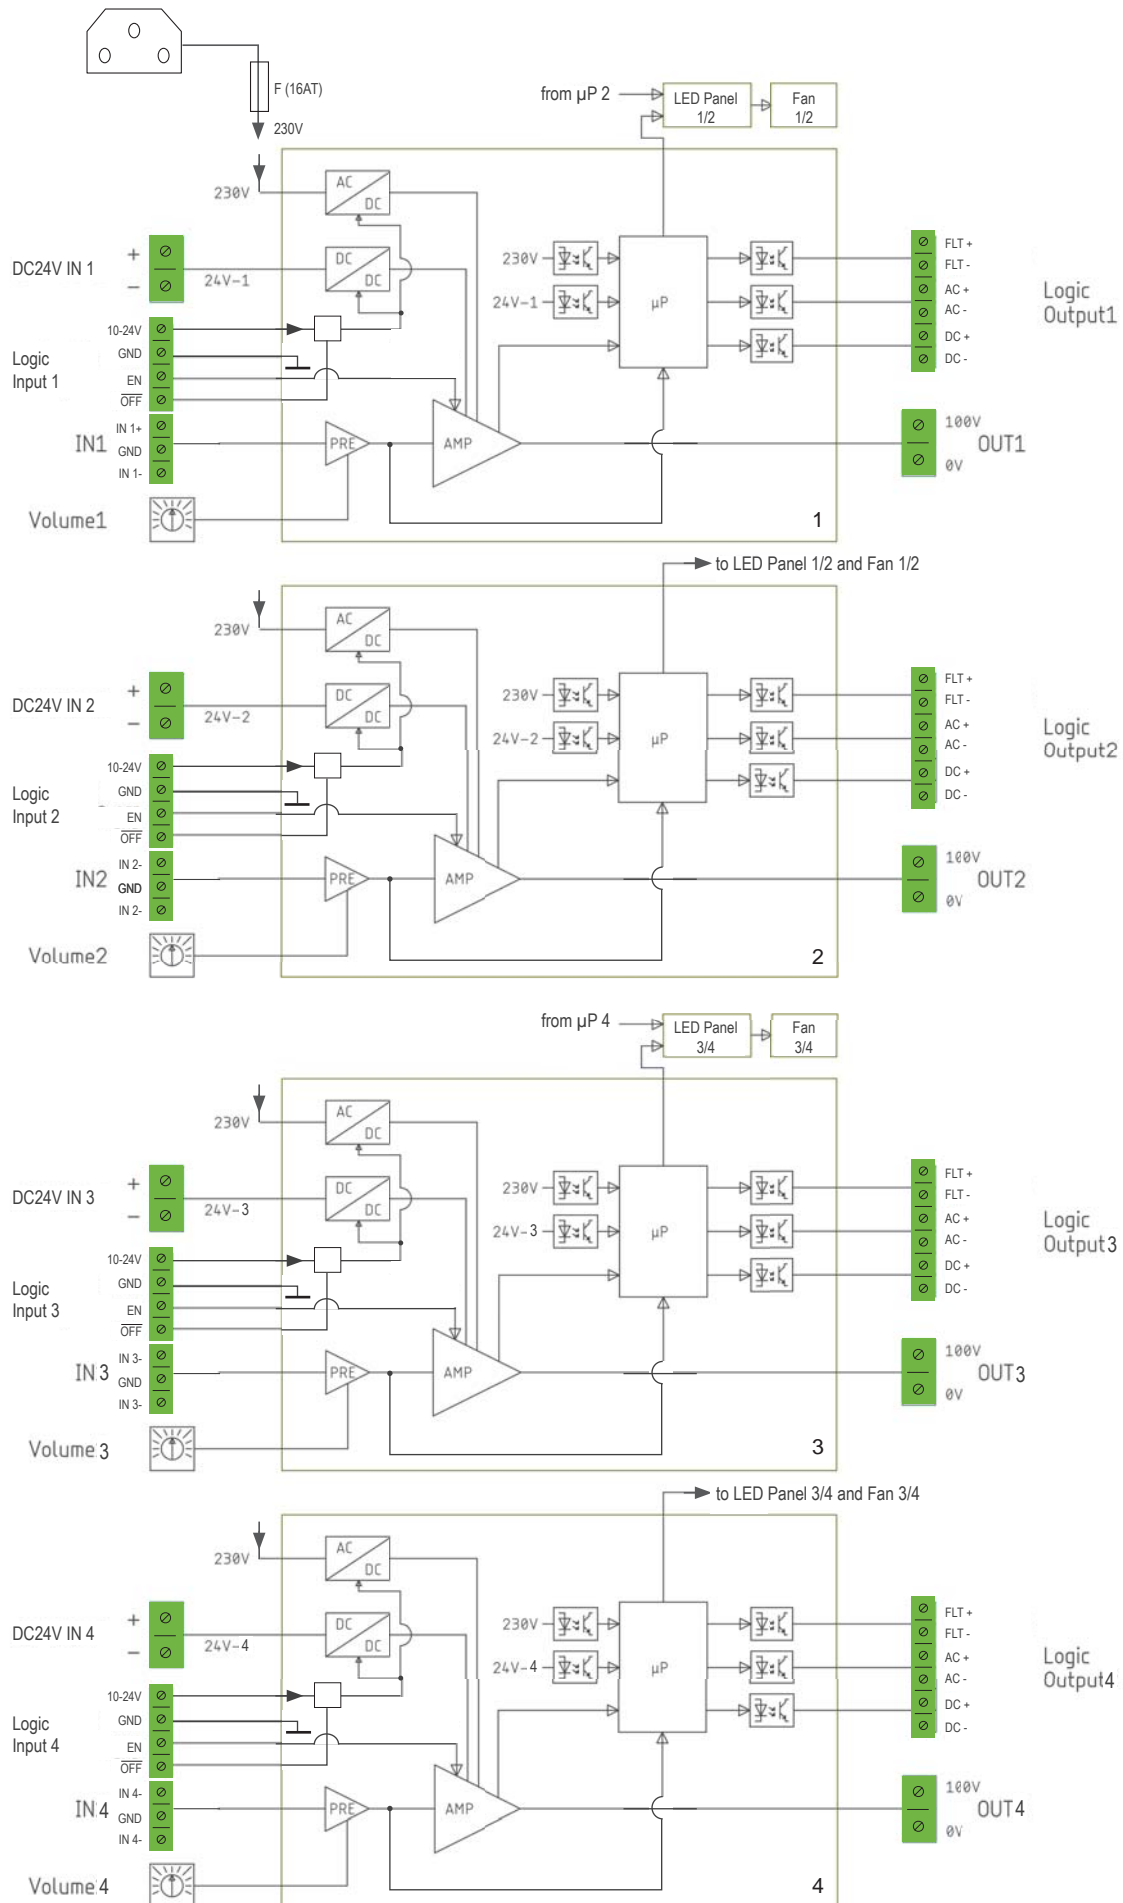 F (16AT)
230V
from µP 2
LED Panel
1/2
Fan
1/2
230V
AC
DC
DC24V IN 1
+
−
24V-1
DC
DC
230V
24V-1
µP
FLT +
FLT -
AC +
AC -
DC +
DC -
Logic
Output1
Logic
Input 1
10-24V
GND
EN
OFF
IN1
IN 1+
GND
IN 1-
PRE
AMP
100V
0V
OUT1
Volume1
1
to LED Panel 1/2 and Fan 1/2
230V
AC
DC
DC24V IN 2
+
−
24V-2
DC
DC
230V
24V-2
µP
FLT +
FLT -
AC +
AC -
DC +
DC -
Logic
Output2
Logic
Input 2
10-24V
GND
EN
OFF
IN2
IN 2-
GND
IN 2-
PRE
AMP
100V
0V
OUT2
Volume2
2
from µP 4
LED Panel
3/4
Fan
3/4
230V
AC
DC
DC24V IN 3
+
−
24V-3
DC
DC
230V
24V-3
µP
FLT +
FLT -
AC +
AC -
DC +
DC -
Logic
Output3
Logic
Input 3
10-24V
GND
EN
OFF
IN3
IN 3-
GND
IN 3-
PRE
AMP
100V
0V
OUT3
Volume3
3
to LED Panel 3/4 and Fan 3/4
230V
AC
DC
DC24V IN 4
+
−
24V-4
DC
DC
230V
24V-4
µP
FLT +
FLT -
AC +
AC -
DC +
DC -
Logic
Output4
Logic
Input 4
10-24V
GND
EN
OFF
IN4
IN 4-
GND
IN 4-
PRE
AMP
100V
0V
OUT4
Volume4
4